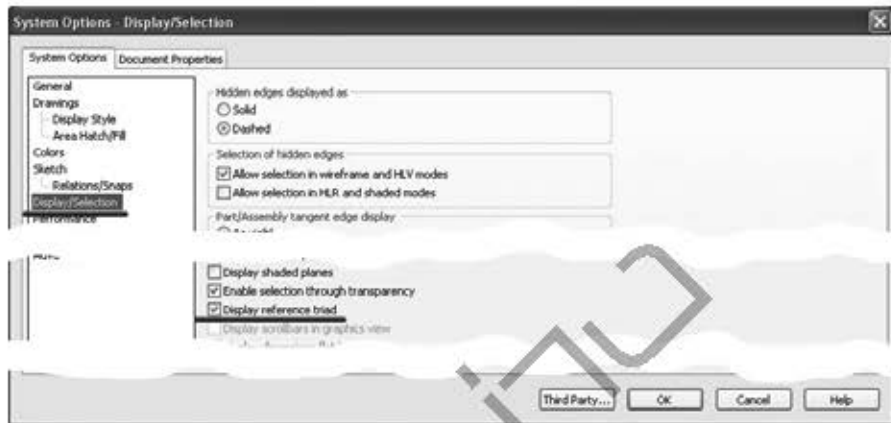 System Options - Display/Selection
System Options
Document Properties
General
Drawings
Display Style
Area Hatch/Fill
Colors
Sketch
Relations/Snaps
Display/Selection
Performance
Hidden edges displayed as
Solid
Dashed
Selection of hidden edges
Allow selection in wireframe and HLV modes
Allow selection in HLR and shaded modes
Part/Assembly tangent edge display
Display shaded planes
Enable selection through transparency
Display reference triad
Display scrollbars in graphics view
Third Party...
OK
Cancel
Help